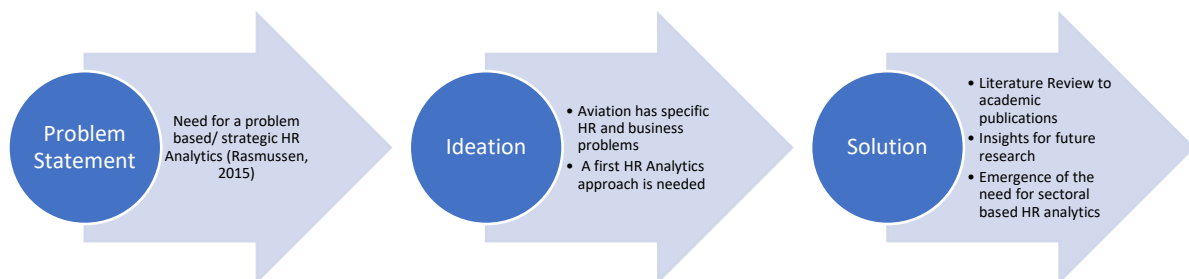 Problem
Statement
Need for a problem
based/ strategic HR
Analytics (Rasmussen,
2015)
Ideation
• Aviation has specific
HR and business
problems
• A first HR Analytics
approach is needed
Solution
• Literature Review to
academic
publications
• Insights for future
research
• Emergence of the
need for sectoral
based HR analytics